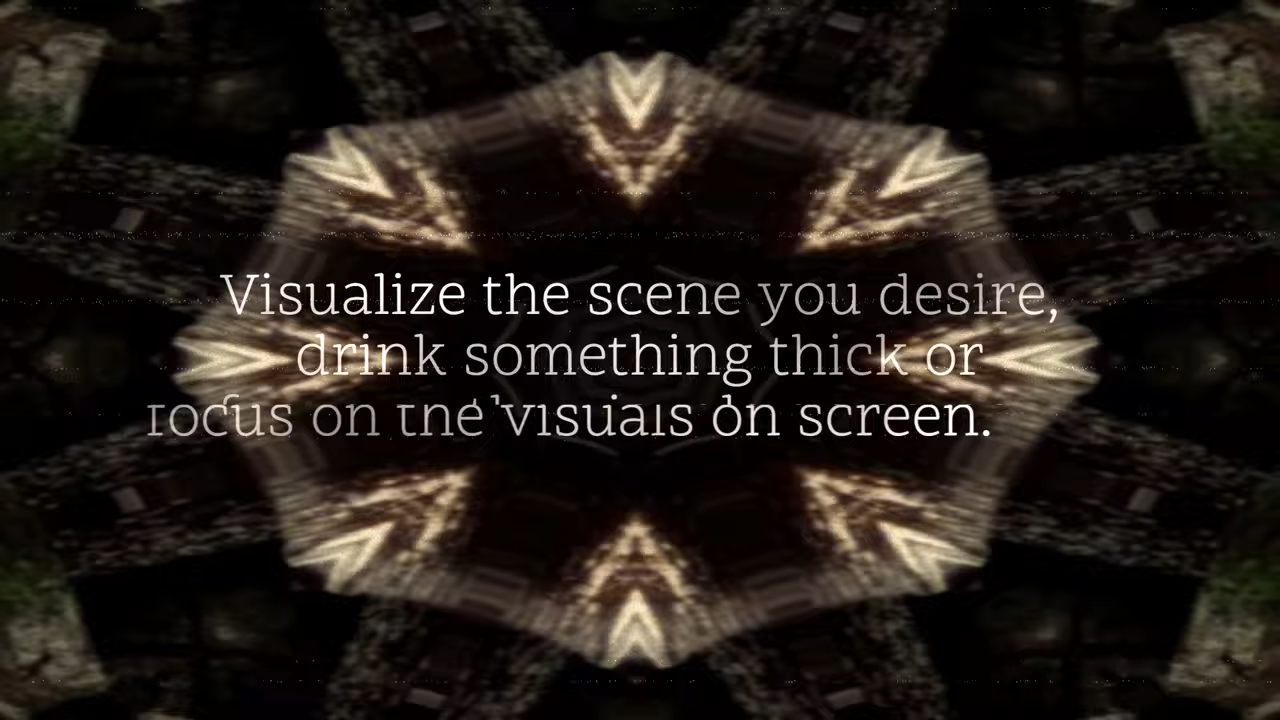 Visualize the scene you desire,
drink something thick or
focus on the visuals on screen.